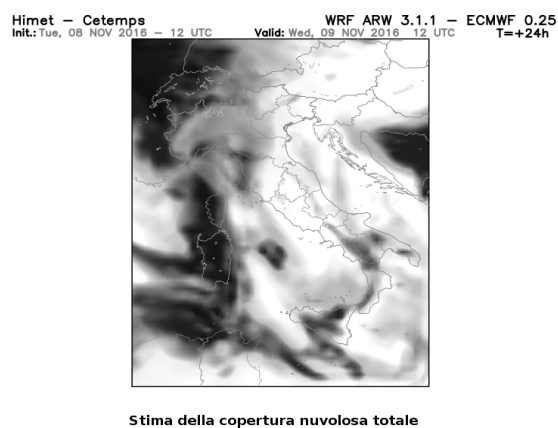 Himet – Cetemps WRF ARW 3.1.1 – ECMWF 0.25
Init.: Tue, 08 NOV 2016 – 12 UTC Valid: Wed, 09 NOV 2016 12 UTC T=+24h
Stima della copertura nuvolosa totale